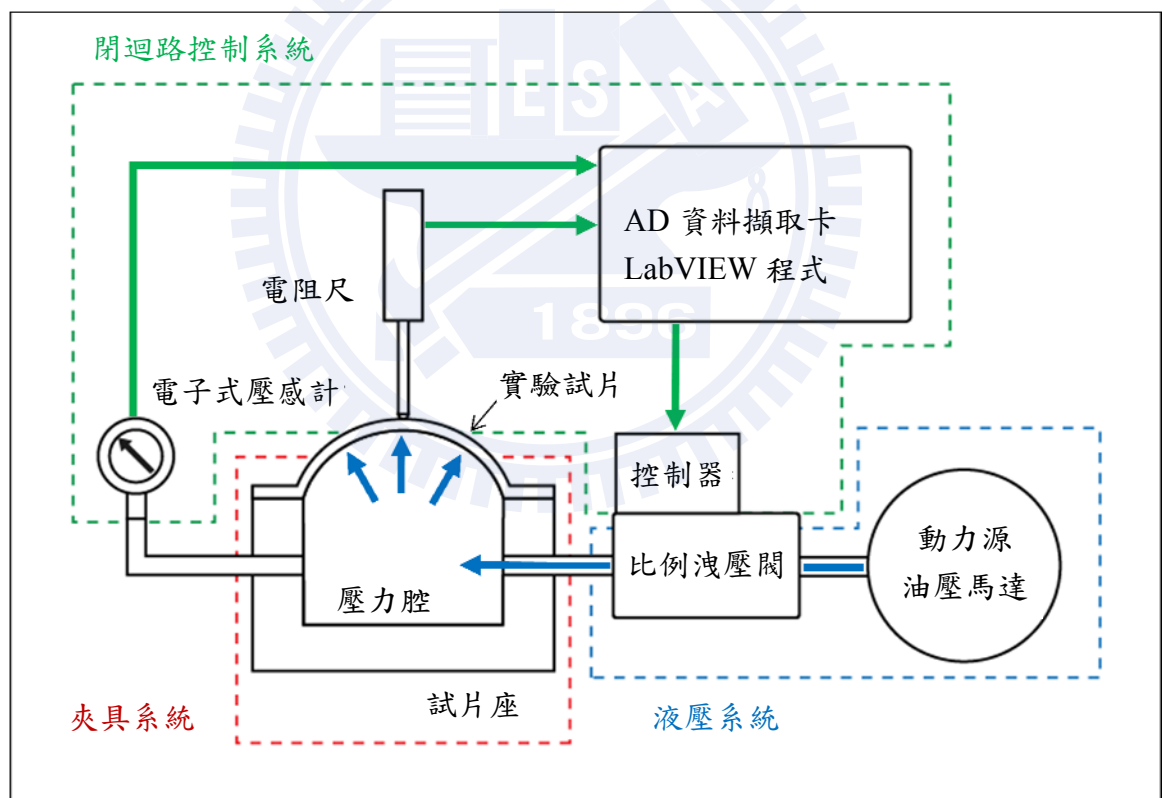 閉迴路控制系統
ESA
AD 資料擷取卡
LabVIEW 程式
電阻尺
1896
電子式壓感計
實驗試片
控制器
比例洩壓閥
動力源
油壓馬達
壓力腔
試片座
夾具系統
液壓系統